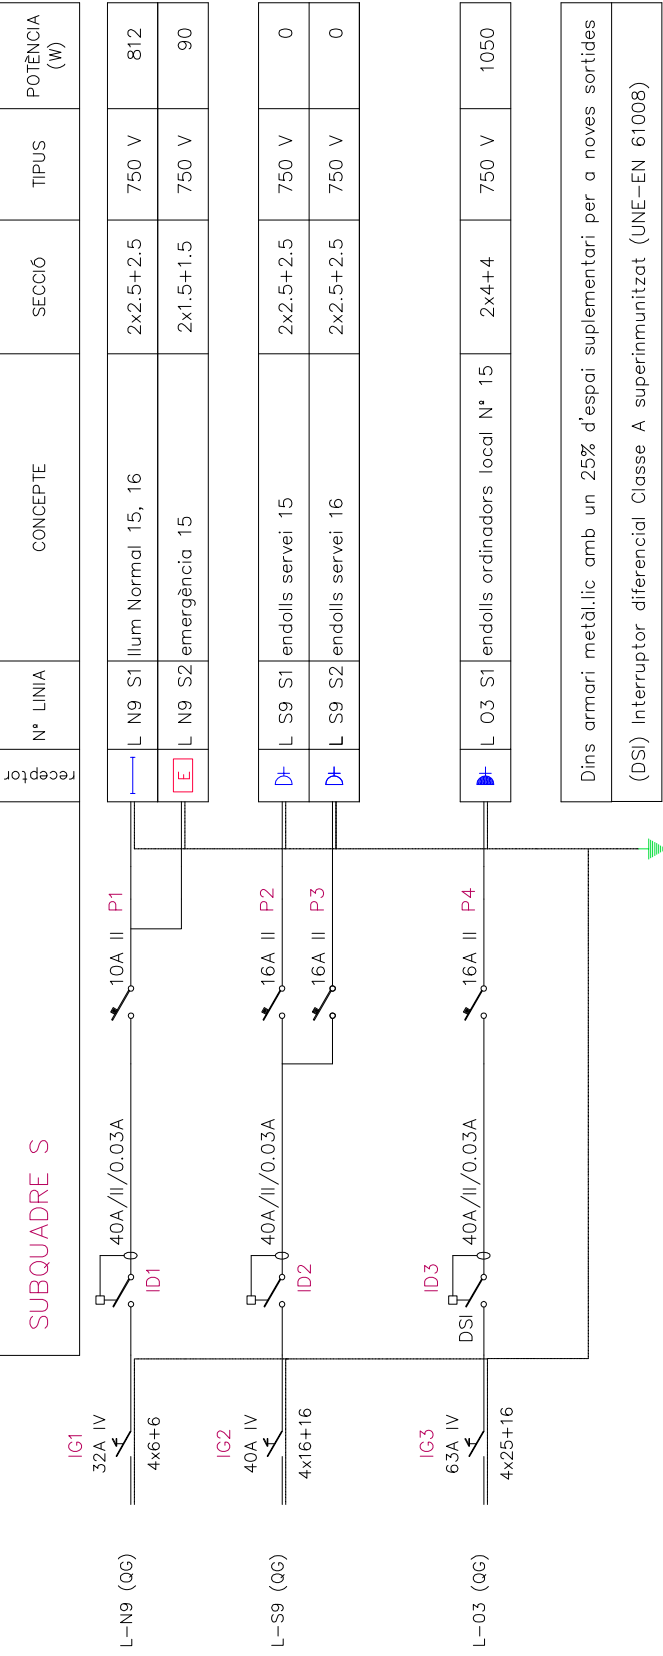 SUBQUADRE S
receptor
Nº LINIA
CONCEPTE
SECCIÓ
TIPUS
POTÈNCIA
(W)
L-N9 (QG)
IG1
32A IV
4x6+6
ID1
40A/II/0.03A
10A II P1
L N9 S1
llum Normal 15, 16
2x2.5+2.5
750 V
812
E
L N9 S2
emergència 15
2x1.5+1.5
750 V
90
L-S9 (QG)
IG2
40A IV
4x16+16
ID2
40A/II/0.03A
16A II P2
L S9 S1
endolls servei 15
2x2.5+2.5
750 V
0
16A II P3
L S9 S2
endolls servei 16
2x2.5+2.5
750 V
0
L-03 (QG)
IG3
63A IV
4x25+16
DSI
ID3
40A/II/0.03A
16A II P4
L 03 S1
endolls ordinadors local Nº 15
2x4+4
750 V
1050
Dins armari metàl.lic amb un 25% d'espai suplementari per a noves sortides
(DSI) Interruptor diferencial Classe A superinmunitzat (UNE-EN 61008)